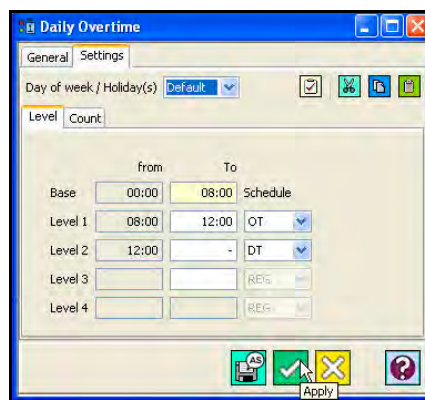 Daily Overtime
General Settings
Day of week / Holiday(s) Default
Level Count
from To
Base 00:00 08:00 Schedule
Level 1 08:00 12:00 OT
Level 2 12:00 - DT
Level 3 REG
Level 4 REG
AS
Apply